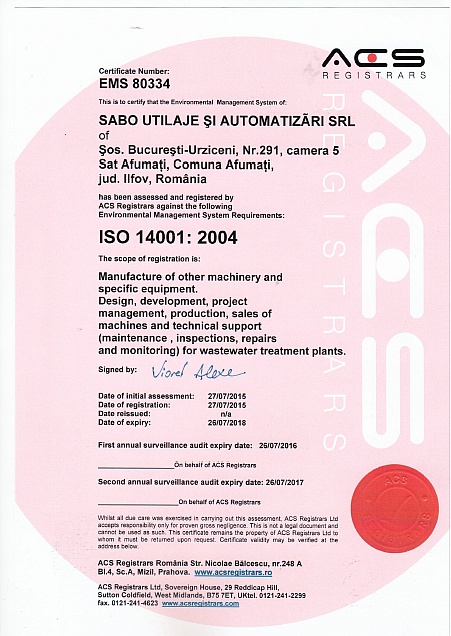 ACS
REGISTRARS
Certificate Number:
EMS 80334
This is to certify that the Environmental Management System of:
SABO UTILAJE ŞI AUTOMATIZĂRI SRL
of
Şos. Bucureşti-Urziceni, Nr.291, camera 5
Sat Afumaţi, Comuna Afumaţi,
jud. Ilfov, România
has been assessed and registered by
ACS Registrars against the following
Environmental Management System Requirements:
ISO 14001: 2004
The scope of registration is:
Manufacture of other machinery and
specific equipment.
Design, development, project
management, production, sales of
machines and technical support
(maintenance , inspections, repairs
and monitoring) for wastewater treatment plants.
Signed by: Viorel Alexe
Date of initial assessment: 27/07/2015
Date of registration: 27/07/2015
Date reissued: n/a
Date of expiry: 26/07/2018
First annual surveillance audit expiry date: 26/07/2016
On behalf of ACS Registrars
Second annual surveillance audit expiry date: 26/07/2017
On behalf of ACS Registrars
Whilst all due care was exercised in carrying out this assessment, ACS Registrars Ltd
accepts responsibility only for proven gross negligence. This is not a legal document and
cannot be used as such. This certificate remains the property of ACS Registrars Ltd to
whom it must be returned upon request. Certificate validity may be verified at the
address below.
ACS Registrars România Str. Nicolae Bălcescu, nr.248 A
Bl.4, Sc.A, Mizil, Prahova. www.acsregistrars.ro
ACS Registrars Ltd, Sovereign House, 29 Reddicap Hill,
Sutton Coldfield, West Midlands, B75 7ET, UKtel. 0121-241-2299
fax. 0121-241-4623 www.acsregistrars.com
ACS
REGISTRARS
ACS